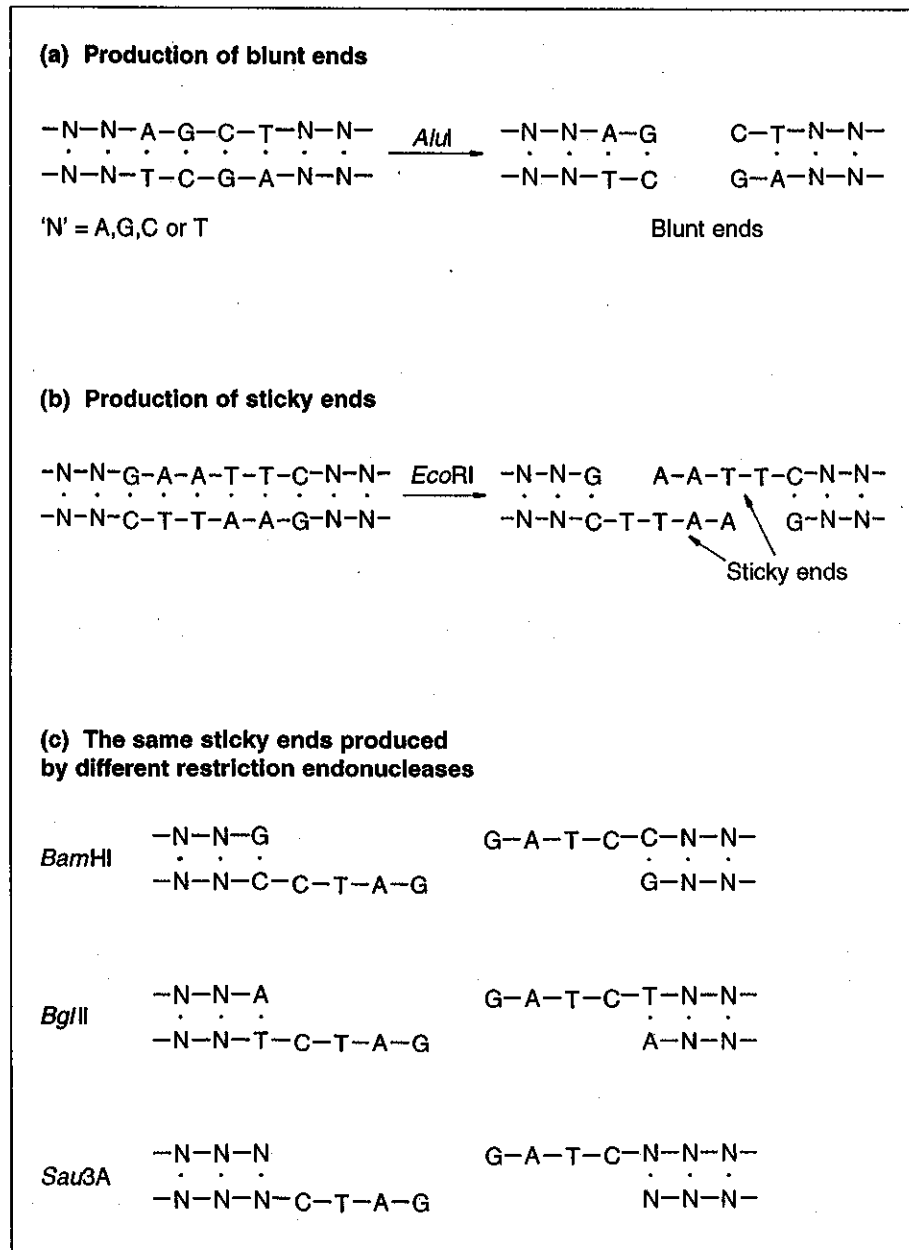 (a) Production of blunt ends
–N–N–A–G–C–T–N–N– AluI –N–N–A–G C–T–N–N–
–N–N–T–C–G–A–N–N– –N–N–T–C G–A–N–N–
'N' = A,G,C or T Blunt ends
(b) Production of sticky ends
–N–N–G–A–A–T–T–C–N–N– EcoRI –N–N–G A–A–T–T–C–N–N–
–N–N–C–T–T–A–A–G–N–N– –N–N–C–T–T–A–A G–N–N–
Sticky ends
(c) The same sticky ends produced
by different restriction endonucleases
BamHI –N–N–G G–A–T–C–C–N–N–
–N–N–C–C–T–A–G G–N–N–
BglII –N–N–A G–A–T–C–T–N–N–
–N–N–T–C–T–A–G A–N–N–
Sau3A –N–N–N G–A–T–C–N–N–N–
–N–N–N–C–T–A–G N–N–N–